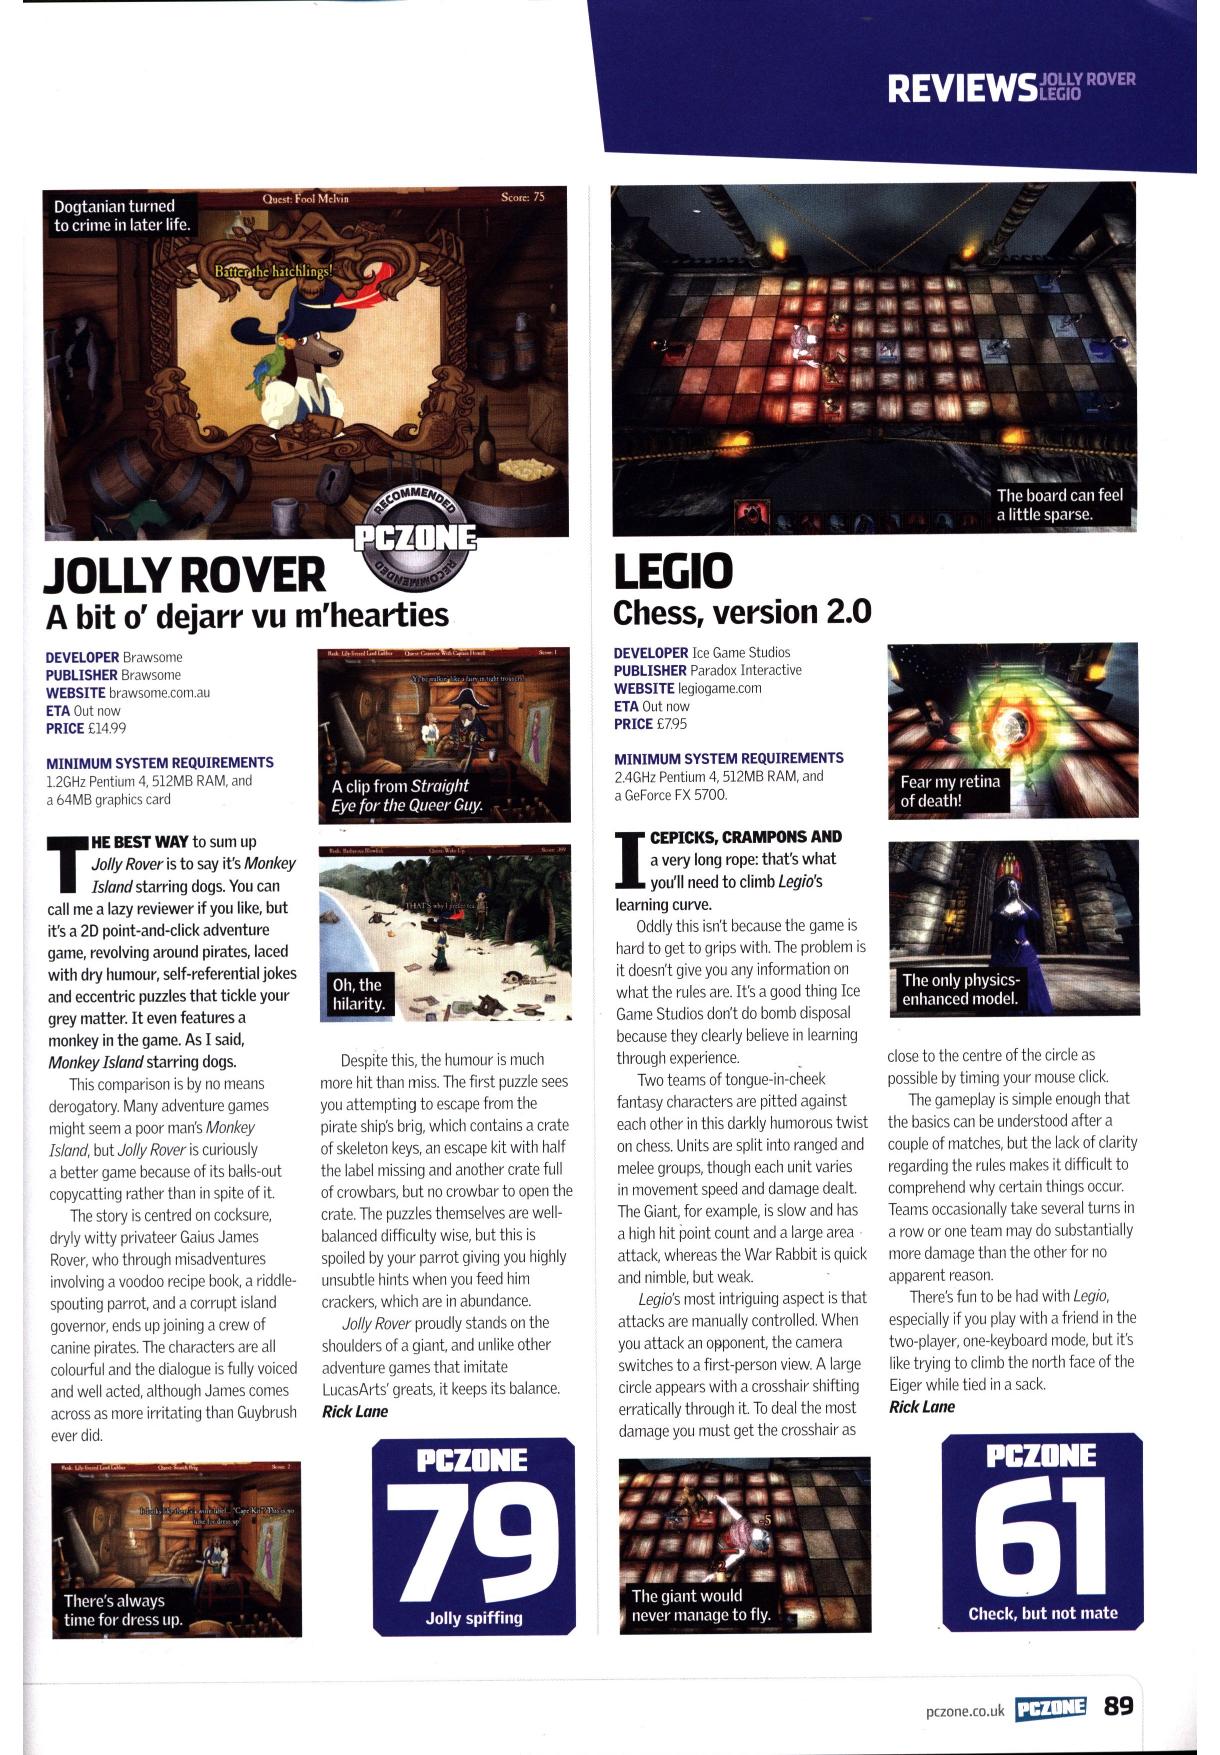 REVIEWS JOLLY ROVER
LEGIO
Quest: Fool Melvin
Score: 75
Dogtanian turned
to crime in later life.
Batter the hatchlings!
RECOMMENDED
PCZONE
RECOMMENDED
JOLLY ROVER
A bit o' dejarr vu m'hearties
DEVELOPER Brawsome
PUBLISHER Brawsome
WEBSITE brawsome.com.au
ETA Out now
PRICE £14.99
MINIMUM SYSTEM REQUIREMENTS
1.2GHz Pentium 4, 512MB RAM, and
a 64MB graphics card
A clip from Straight
Eye for the Queer Guy.
Oh, the
hilarity.
THE BEST WAY to sum up
Jolly Rover is to say it's Monkey
Island starring dogs. You can
call me a lazy reviewer if you like, but
it's a 2D point-and-click adventure
game, revolving around pirates, laced
with dry humour, self-referential jokes
and eccentric puzzles that tickle your
grey matter. It even features a
monkey in the game. As I said,
Monkey Island starring dogs.
This comparison is by no means
derogatory. Many adventure games
might seem a poor man's Monkey
Island, but Jolly Rover is curiously
a better game because of its balls-out
copycatting rather than in spite of it.
The story is centred on cocksure,
dryly witty privateer Gaius James
Rover, who through misadventures
involving a voodoo recipe book, a riddle-
spouting parrot, and a corrupt island
governor, ends up joining a crew of
canine pirates. The characters are all
colourful and the dialogue is fully voiced
and well acted, although James comes
across as more irritating than Guybrush
ever did.
There's always
time for dress up.
Despite this, the humour is much
more hit than miss. The first puzzle sees
you attempting to escape from the
pirate ship's brig, which contains a crate
of skeleton keys, an escape kit with half
the label missing and another crate full
of crowbars, but no crowbar to open the
crate. The puzzles themselves are well-
balanced difficulty wise, but this is
spoiled by your parrot giving you highly
unsubtle hints when you feed him
crackers, which are in abundance.
Jolly Rover proudly stands on the
shoulders of a giant, and unlike other
adventure games that imitate
LucasArts' greats, it keeps its balance.
Rick Lane
PCZONE
79
Jolly spiffing
The board can feel
a little sparse.
LEGIO
Chess, version 2.0
DEVELOPER Ice Game Studios
PUBLISHER Paradox Interactive
WEBSITE legiogame.com
ETA Out now
PRICE £7.95
MINIMUM SYSTEM REQUIREMENTS
2.4GHz Pentium 4, 512MB RAM, and
a GeForce FX 5700.
Fear my retina
of death!
The only physics-
enhanced model.
ICEPICKS, CRAMPONS AND
a very long rope: that's what
you'll need to climb Legio's
learning curve.
Oddly this isn't because the game is
hard to get to grips with. The problem is
it doesn't give you any information on
what the rules are. It's a good thing Ice
Game Studios don't do bomb disposal
because they clearly believe in learning
through experience.
Two teams of tongue-in-cheek
fantasy characters are pitted against
each other in this darkly humorous twist
on chess. Units are split into ranged and
melee groups, though each unit varies
in movement speed and damage dealt.
The Giant, for example, is slow and has
a high hit point count and a large area
attack, whereas the War Rabbit is quick
and nimble, but weak.
Legio's most intriguing aspect is that
attacks are manually controlled. When
you attack an opponent, the camera
switches to a first-person view. A large
circle appears with a crosshair shifting
erratically through it. To deal the most
damage you must get the crosshair as
-5
The giant would
never manage to fly.
close to the centre of the circle as
possible by timing your mouse click.
The gameplay is simple enough that
the basics can be understood after a
couple of matches, but the lack of clarity
regarding the rules makes it difficult to
comprehend why certain things occur.
Teams occasionally take several turns in
a row or one team may do substantially
more damage than the other for no
apparent reason.
There's fun to be had with Legio,
especially if you play with a friend in the
two-player, one-keyboard mode, but it's
like trying to climb the north face of the
Eiger while tied in a sack.
Rick Lane
PCZONE
61
Check, but not mate
pczone.co.uk PCZONE 89